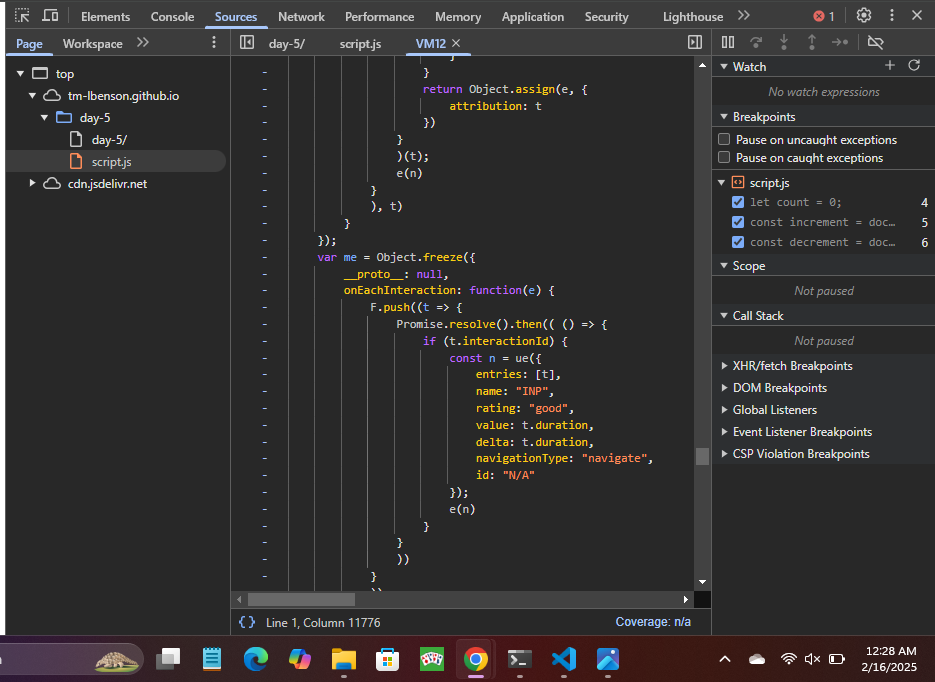 Elements Console Sources Network Performance Memory Application Security Lighthouse 1
Page Workspace
day-5/ script.js VM12
top
tm-lbenson.github.io
day-5
day-5/
script.js
cdn.jsdelivr.net
}
}
return Object.assign(e, {
attribution: t
})
}
)(t);
e(n)
}
), t)
}
});
var me = Object.freeze({
__proto__: null,
onEachInteraction: function(e) {
F.push((t => {
Promise.resolve().then(( () => {
if (t.interactionId) {
const n = ue({
entries: [t],
name: "INP",
rating: "good",
value: t.duration,
delta: t.duration,
navigationType: "navigate",
id: "N/A"
});
e(n)
}
}
))
}
Line 1, Column 11776 Coverage: n/a
Watch
No watch expressions
Breakpoints
Pause on uncaught exceptions
Pause on caught exceptions
script.js
let count = 0; 4
const increment = doc… 5
const decrement = doc… 6
Scope
Not paused
Call Stack
Not paused
XHR/fetch Breakpoints
DOM Breakpoints
Global Listeners
Event Listener Breakpoints
CSP Violation Breakpoints
12:28 AM
2/16/2025